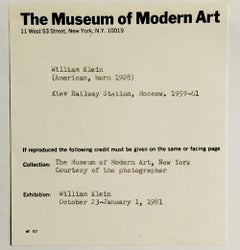 The Museum of Modern Art
11 West 53 Street, New York, N.Y. 10019
William Klein
(American, born 1928)
Kiev Railway Station, Moscow. 1959-61
If reproduced the following credit must be given on the same or facing page
Collection: The Museum of Modern Art, New York
Courtesy of the photographer
Exhibition: William Klein
October 23-January 1, 1981